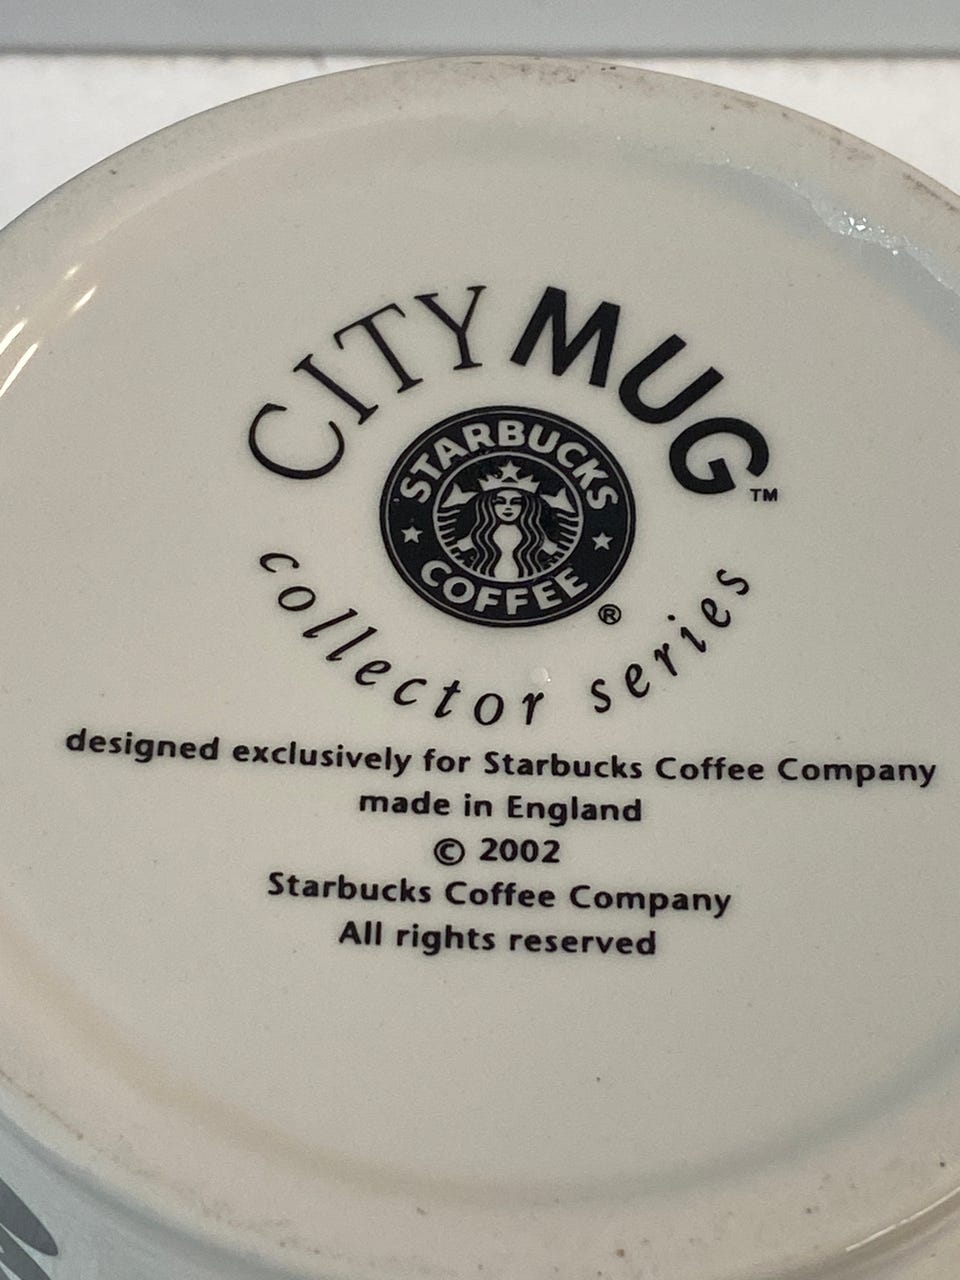 CITY MUG™
STARBUCKS
COFFEE
®
collector series
designed exclusively for Starbucks Coffee Company
made in England
© 2002
Starbucks Coffee Company
All rights reserved